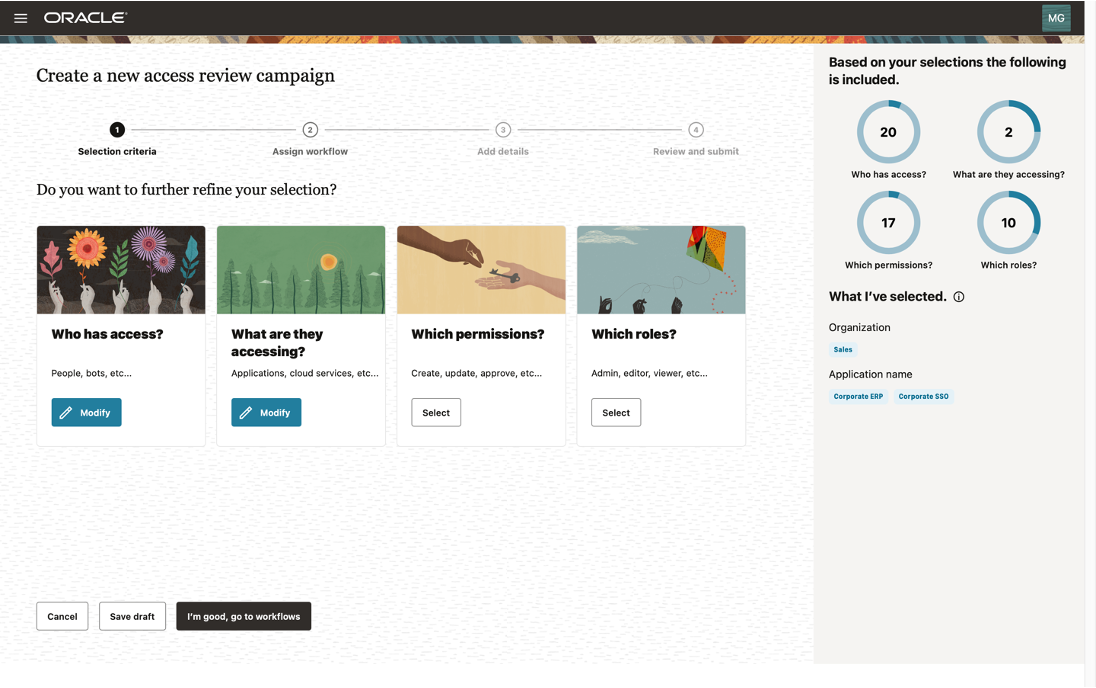 ORACLE
MG
Create a new access review campaign
1
2
3
4
Selection criteria
Assign workflow
Add details
Review and submit
Do you want to further refine your selection?
Who has access?
People, bots, etc...
Modify
What are they
accessing?
Applications, cloud services, etc...
Modify
Which permissions?
Create, update, approve, etc...
Select
Which roles?
Admin, editor, viewer, etc...
Select
Cancel
Save draft
I'm good, go to workflows
Based on your selections the following
is included.
20
Who has access?
2
What are they accessing?
17
Which permissions?
10
Which roles?
What I've selected.
Organization
Sales
Application name
Corporate ERP
Corporate SSO